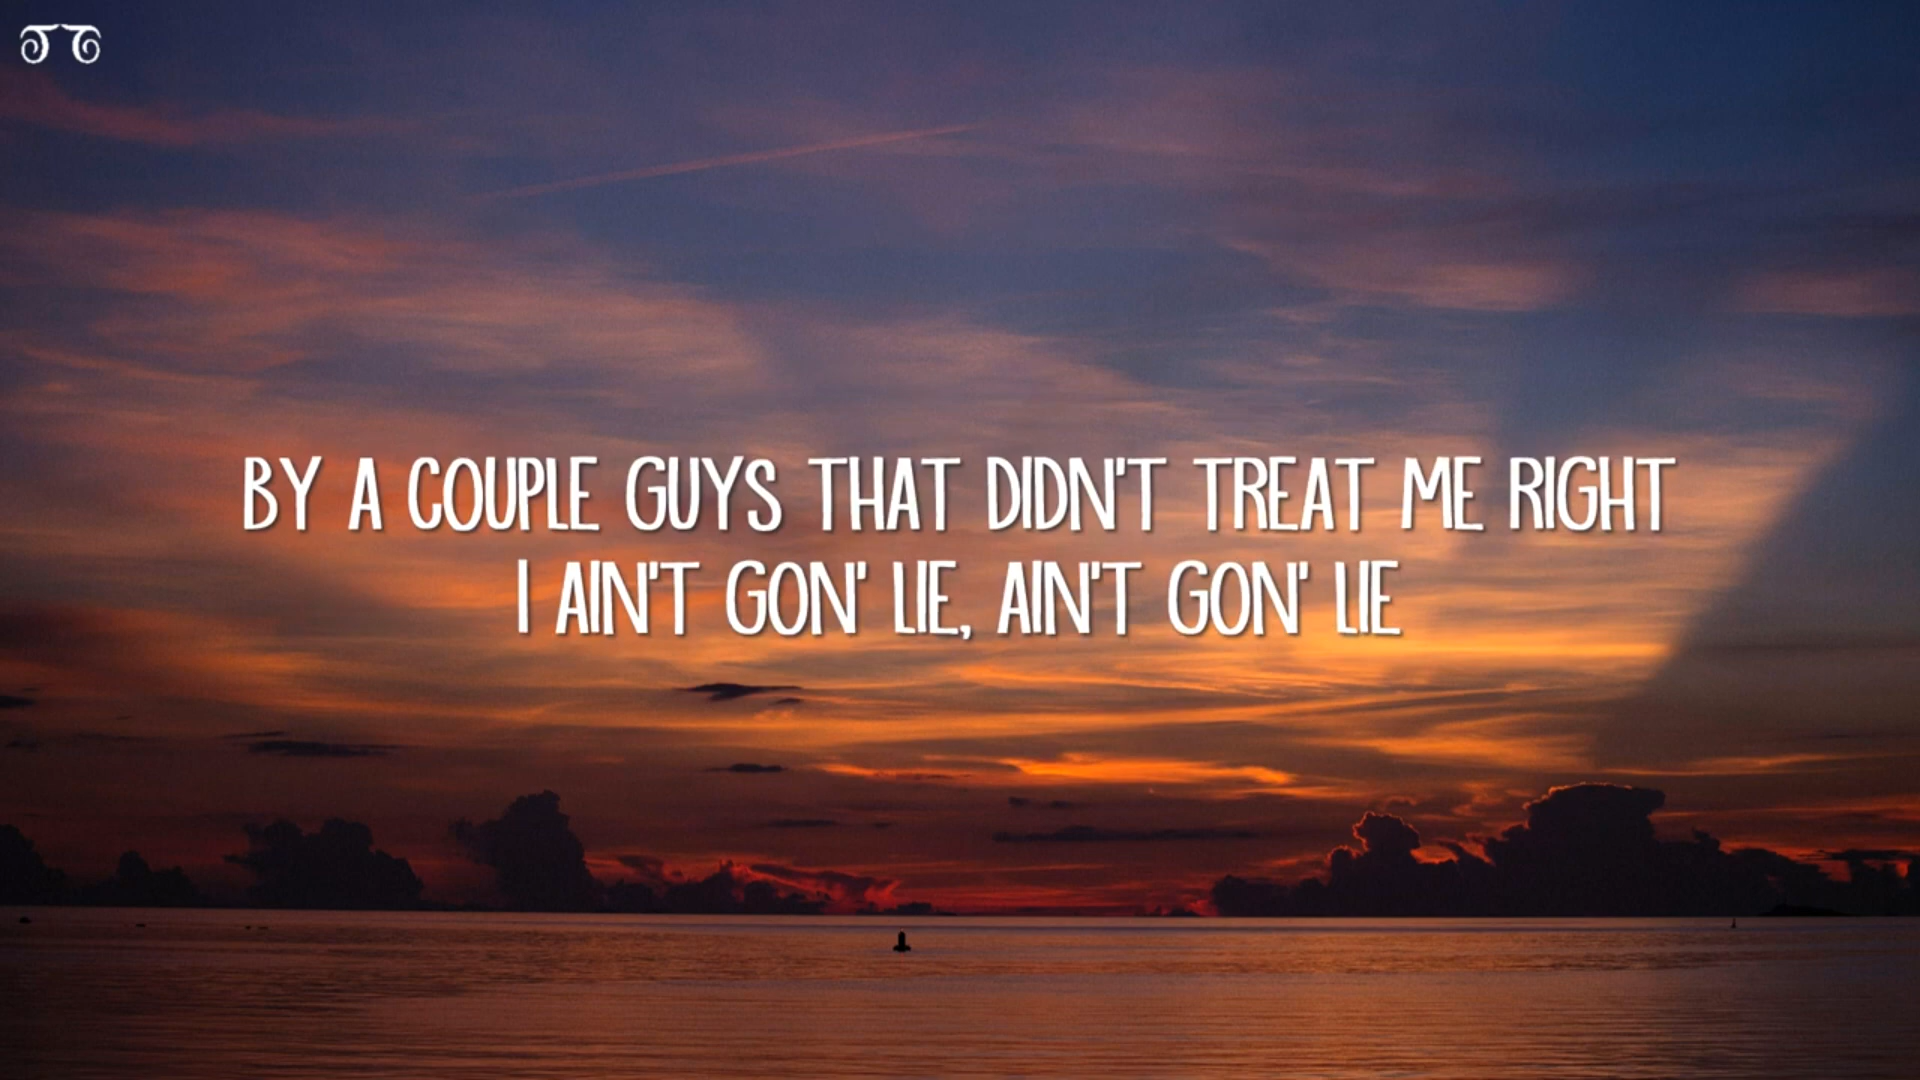 BY A COUPLE GUYS THAT DIDN'T TREAT ME RIGHT
I AIN'T GON' LIE, AIN'T GON' LIE